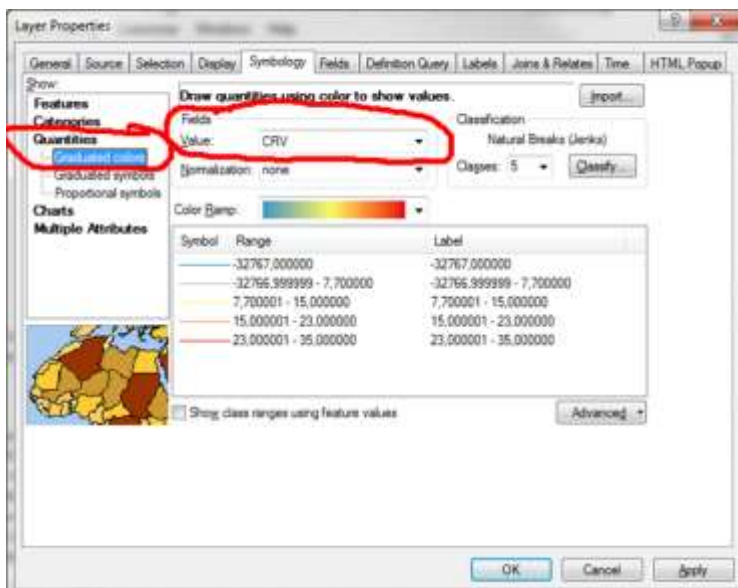 Layer Properties
General Source Selection Display Symbology Fields Definition Query Labels Joins & Relates Time HTML Popup
Show:
Features
Categories
Quantities
Graduated colors
Graduated symbols
Proportional symbols
Charts
Multiple Attributes
Draw quantities using color to show values.
Import...
Fields
Value: CRV
Normalization: none
Classification
Natural Breaks (Jenks)
Classes: 5 Classify...
Color Ramp:
Symbol Range Label
-32767,000000 -32767,000000
-32766,999999 - 7,700000 -32766,999999 - 7,700000
7,700001 - 15,000000 7,700001 - 15,000000
15,000001 - 23,000000 15,000001 - 23,000000
23,000001 - 35,000000 23,000001 - 35,000000
Show class ranges using feature values
Advanced
OK Cancel Apply